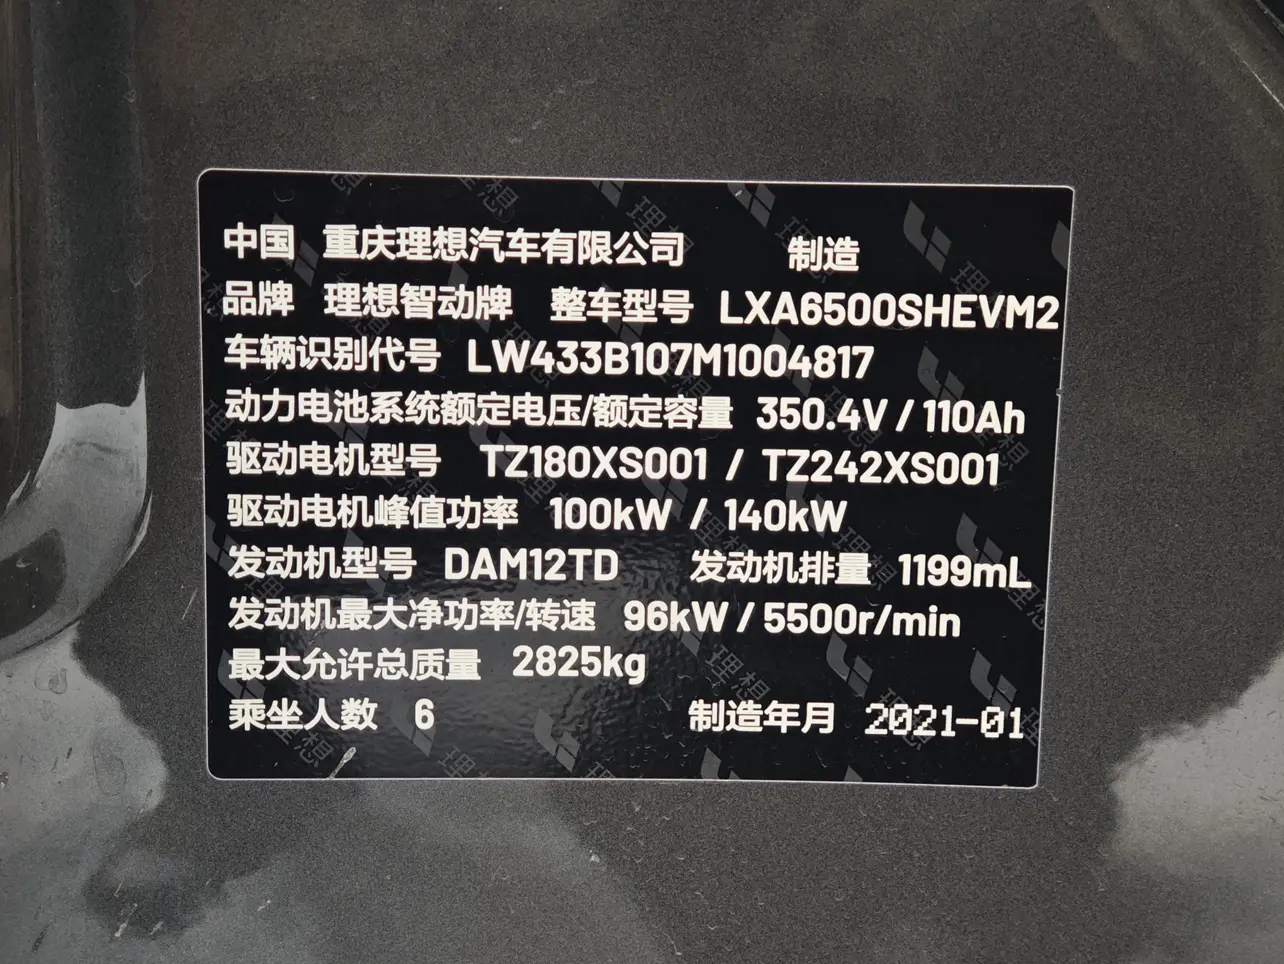 中国 重庆理想汽车有限公司 制造
品牌 理想智动牌 整车型号 LXA6500SHEVM2
车辆识别代号 LW433B107M1004817
动力电池系统额定电压/额定容量 350.4V / 110Ah
驱动电机型号 TZ180XS001 / TZ242XS001
驱动电机峰值功率 100kW / 140kW
发动机型号 DAM12TD 发动机排量 1199mL
发动机最大净功率/转速 96kW / 5500r/min
最大允许总质量 2825kg
乘坐人数 6 制造年月 2021-01